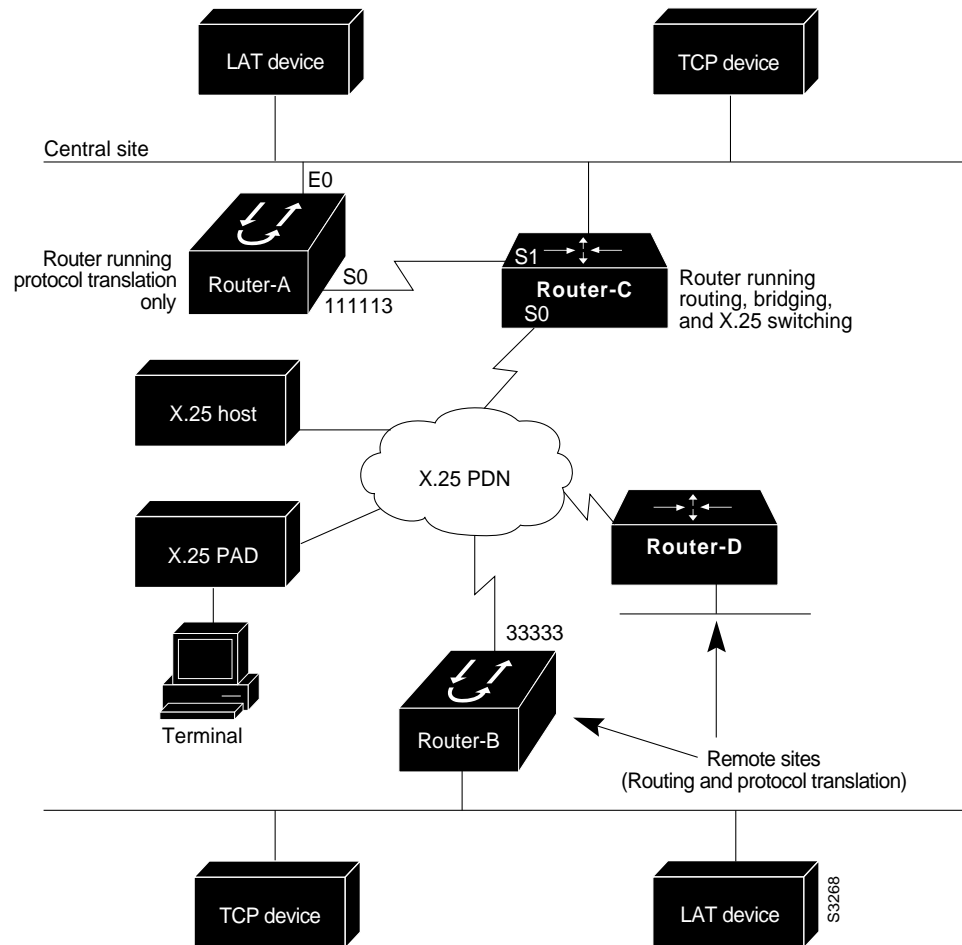 LAT device
TCP device
Central site
E0
Router running
protocol translation
only
Router-A
S0
111113
S1
Router-C
S0
Router running
routing, bridging,
and X.25 switching
X.25 host
X.25 PDN
X.25 PAD
Router-D
33333
Terminal
Router-B
Remote sites
(Routing and protocol translation)
TCP device
LAT device
S3268